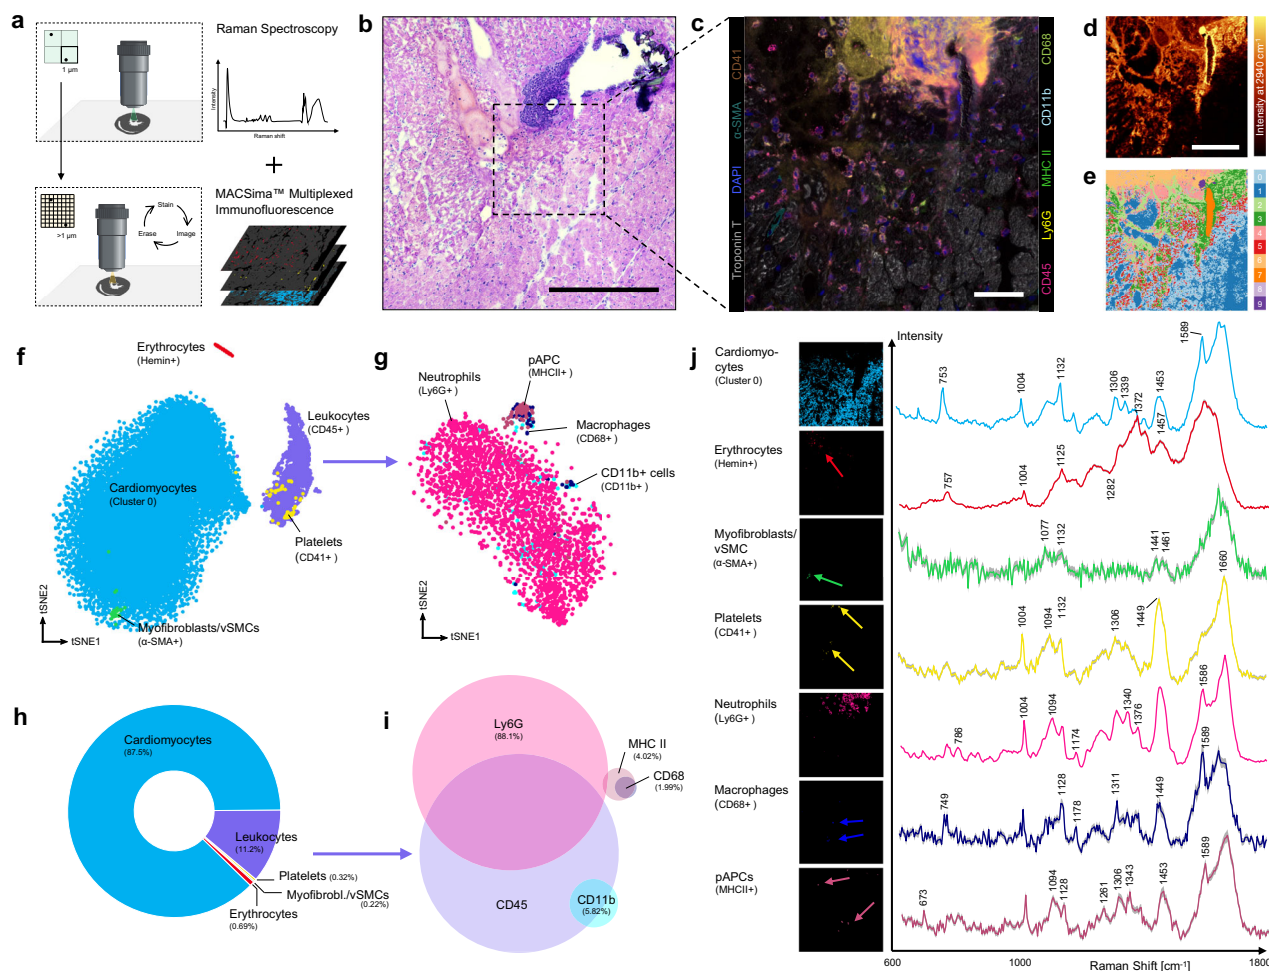 a
Raman Spectroscopy
1 µm
Intensity
Raman shift
+
MACSima™ Multiplexed
Immunofluorescence
>1 µm
Stain
Erase
Image
b
c
Troponin T
DAPI
α-SMA
CD41
CD45
Ly6G
MHC II
CD11b
CD68
d
Intensity at 2940 cm⁻¹
e
0
1
2
3
4
5
6
7
8
9
f
Erythrocytes
(Hemin+)
Leukocytes
(CD45+ )
Cardiomyocytes
(Cluster 0)
Platelets
(CD41+ )
Myofibroblasts/vSMCs
(α-SMA+)
tSNE2
tSNE1
g
pAPC
(MHCII+ )
Neutrophils
(Ly6G+ )
Macrophages
(CD68+ )
CD11b+ cells
(CD11b+ )
tSNE2
tSNE1
h
Cardiomyocytes
(87.5%)
Leukocytes
(11.2%)
Platelets (0.32%)
Myofibrobl./vSMCs
(0.22%)
Erythrocytes
(0.69%)
i
Ly6G
(88.1%)
MHC II
(4.02%)
CD68
(1.99%)
CD11b
(5.82%)
CD45
j
Intensity
Cardiomyo-
cytes
(Cluster 0)
753
1004
1132
1306
1339
1372
1453
1589
Erythrocytes
(Hemin+)
757
1004
1125
1282
1457
Myofibroblasts/
vSMC
(α-SMA+)
1077
1132
1441
1461
1660
Platelets
(CD41+ )
1004
1094
1132
1306
1449
Neutrophils
(Ly6G+ )
786
1004
1094
1174
1340
1376
1586
Macrophages
(CD68+ )
749
1128
1178
1311
1449
1589
pAPCs
(MHCII+)
673
1094
1128
1261
1306
1343
1453
1589
600
1000
Raman Shift [cm⁻¹]
1800